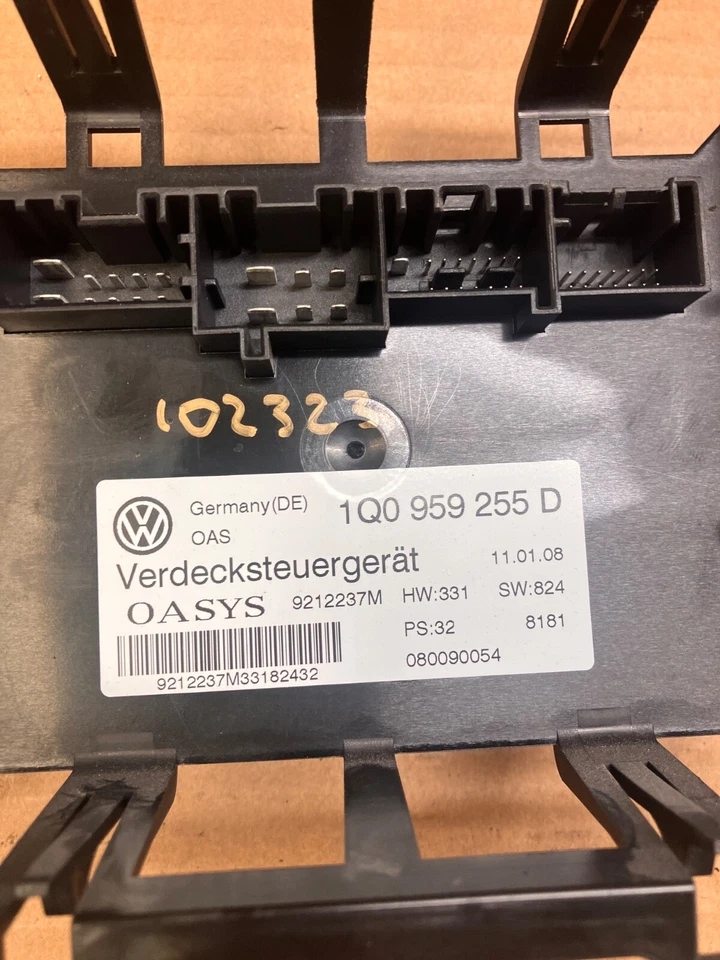 102323
VW
Germany(DE) 1Q0 959 255 D
OAS
Verdecksteuergerät 11.01.08
OASYS 9212237M HW:331 SW:824
PS:32 8181
9212237M33182432 080090054